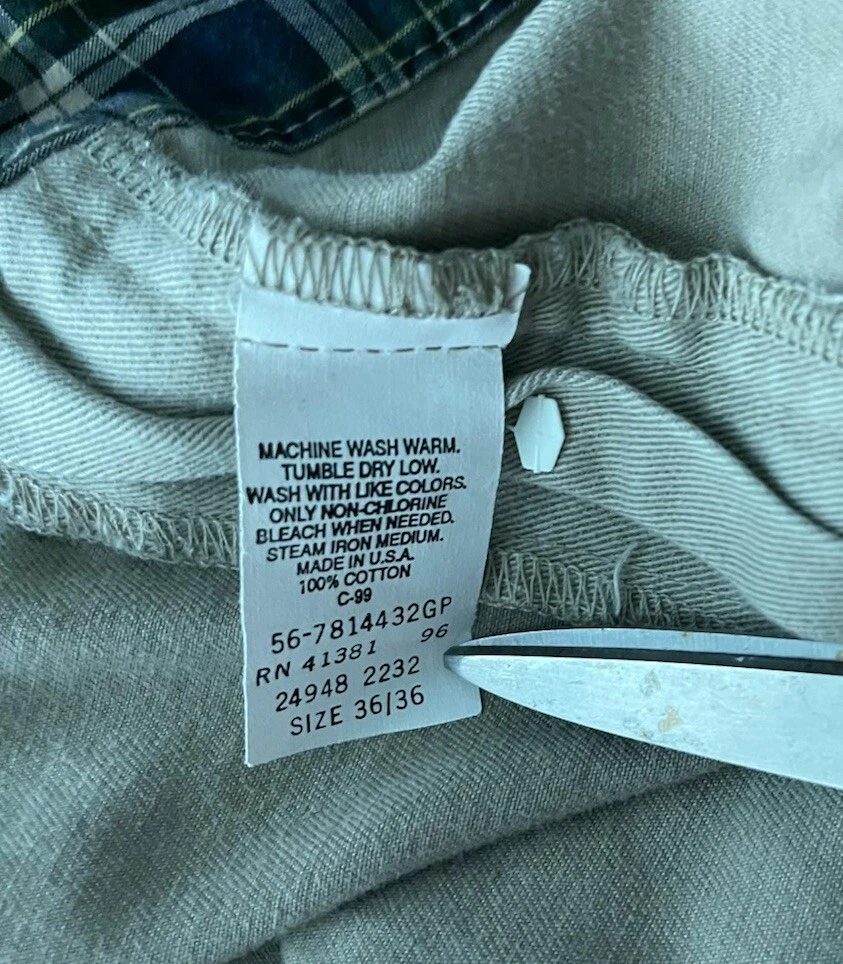 MACHINE WASH WARM.
TUMBLE DRY LOW.
WASH WITH LIKE COLORS.
ONLY NON-CHLORINE
BLEACH WHEN NEEDED.
STEAM IRON MEDIUM.
MADE IN U.S.A.
100% COTTON
C-99
56-7814432GP
RN 41381 96
24948 2232
SIZE 36|36